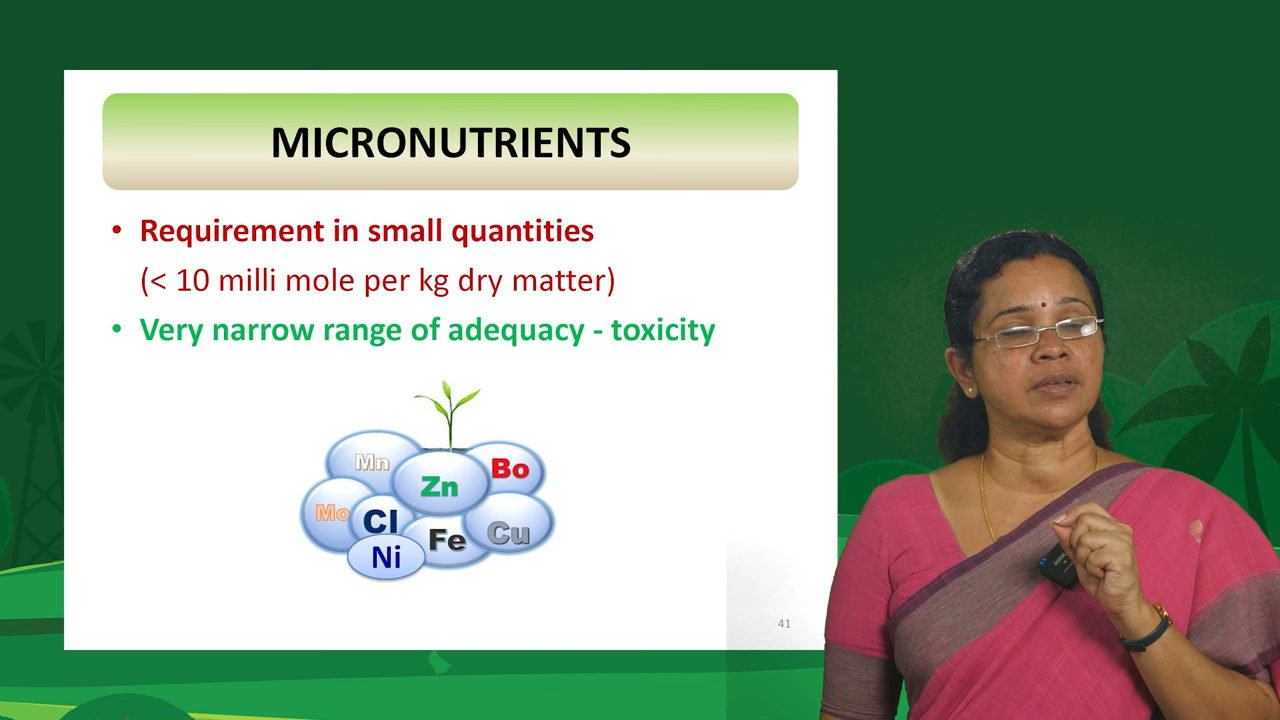 MICRONUTRIENTS
• Requirement in small quantities
(< 10 milli mole per kg dry matter)
• Very narrow range of adequacy - toxicity
Mn
Zn
Bo
Mo
Cl
Fe
Cu
Ni
41